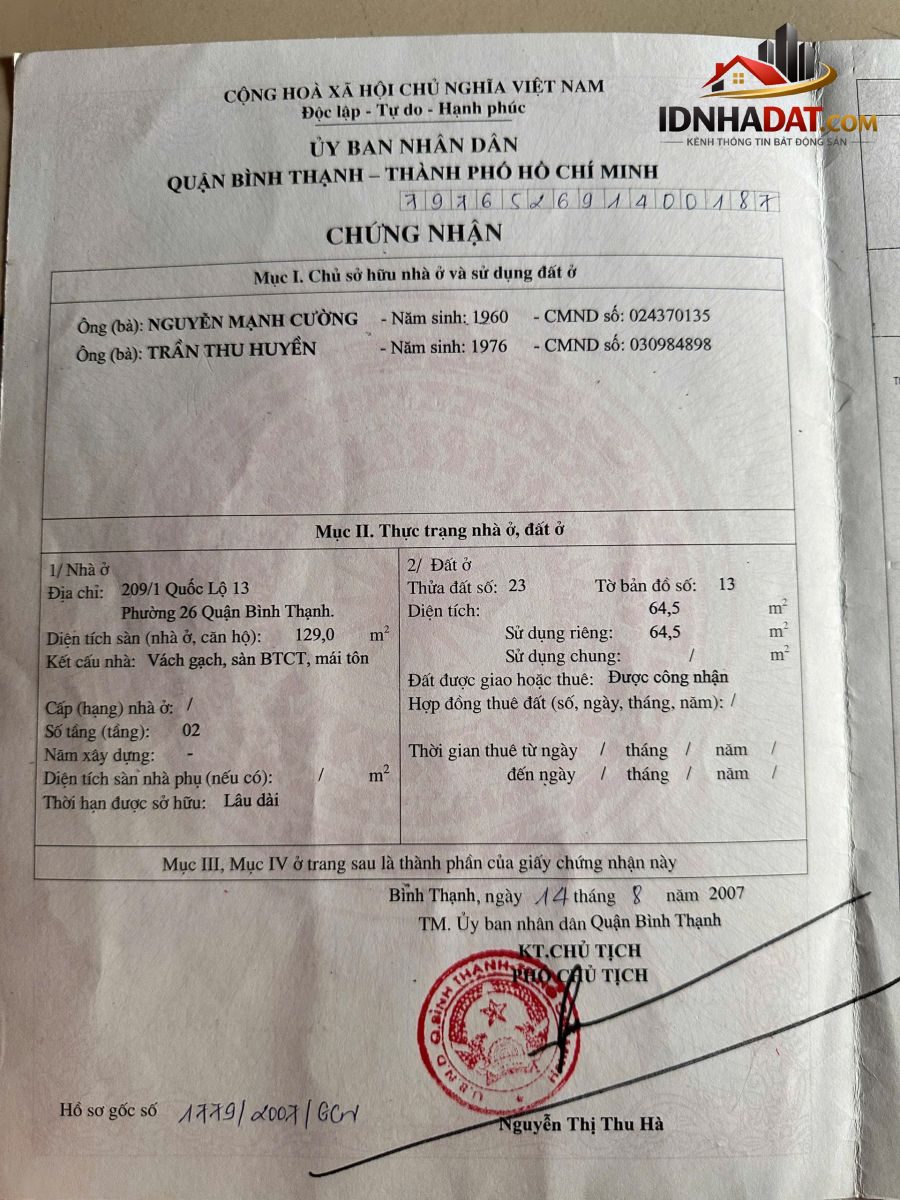 IDNHADAT.COM
KÊNH THÔNG TIN BẤT ĐỘNG SẢN
CỘNG HOÀ XÃ HỘI CHỦ NGHĨA VIỆT NAM
Độc lập - Tự do - Hạnh phúc
ỦY BAN NHÂN DÂN
QUẬN BÌNH THẠNH – THÀNH PHỐ HỒ CHÍ MINH
797652691400187
CHỨNG NHẬN
Mục I. Chủ sở hữu nhà ở và sử dụng đất ở
Ông (bà): NGUYỄN MẠNH CƯỜNG - Năm sinh: 1960 - CMND số: 024370135
Ông (bà): TRẦN THU HUYỀN - Năm sinh: 1976 - CMND số: 030984898
Mục II. Thực trạng nhà ở, đất ở
1/ Nhà ở
Địa chỉ: 209/1 Quốc Lộ 13
Phường 26 Quận Bình Thạnh.
Diện tích sàn (nhà ở, căn hộ): 129,0 m²
Kết cấu nhà: Vách gạch, sàn BTCT, mái tôn
Cấp (hạng) nhà ở: /
Số tầng (tầng): 02
Năm xây dựng: -
Diện tích sàn nhà phụ (nếu có): / m²
Thời hạn được sở hữu: Lâu dài
2/ Đất ở
Thửa đất số: 23 Tờ bản đồ số: 13
Diện tích: 64,5 m²
Sử dụng riêng: 64,5 m²
Sử dụng chung: / m²
Đất được giao hoặc thuê: Được công nhận
Hợp đồng thuê đất (số, ngày, tháng, năm): /
Thời gian thuê từ ngày / tháng / năm /
đến ngày / tháng / năm /
Mục III, Mục IV ở trang sau là thành phần của giấy chứng nhận này
Bình Thạnh, ngày 14 tháng 8 năm 2007
TM. Ủy ban nhân dân Quận Bình Thạnh
KT.CHỦ TỊCH
PHÓ CHỦ TỊCH
U.B.N.D Q.BÌNH THẠNH
Nguyễn Thị Thu Hà
Hồ sơ gốc số 1779/2007/GCN